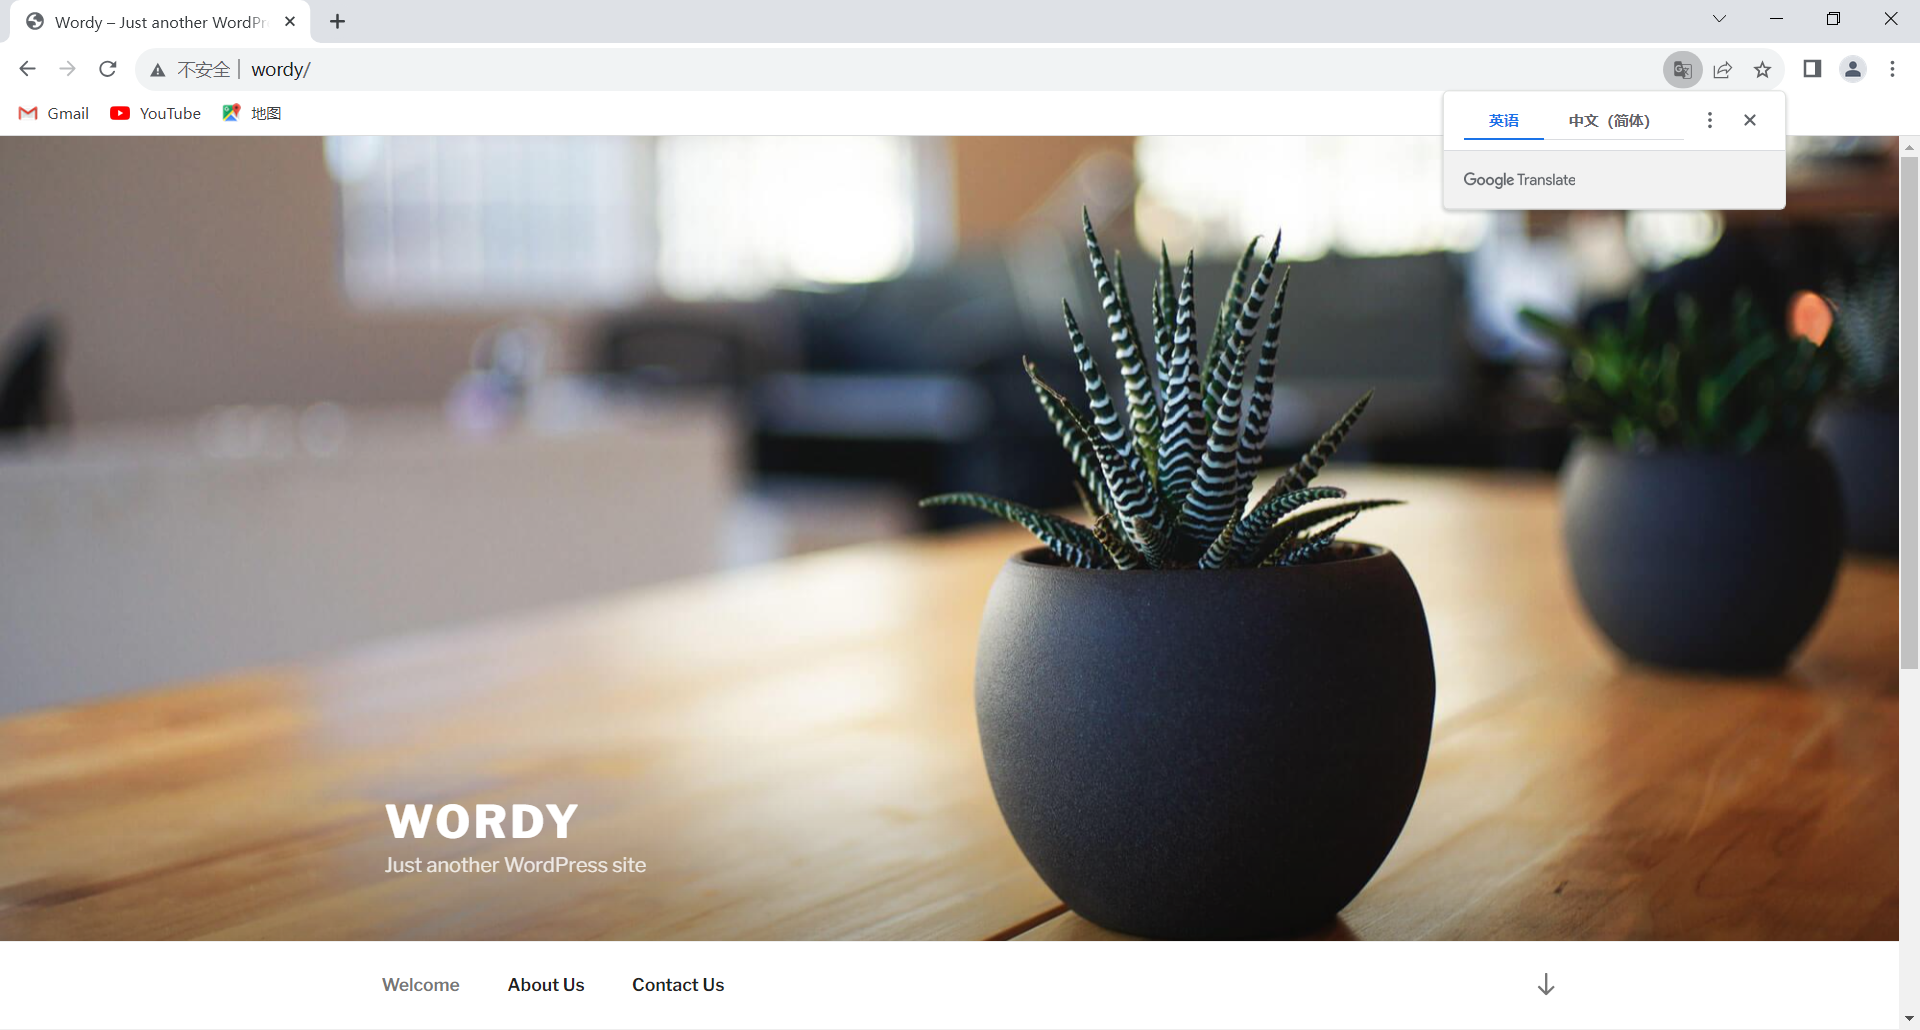 Wordy – Just another WordPr
不安全 | wordy/
Gmail YouTube 地图
英语 中文（简体）
Google Translate
WORDY
Just another WordPress site
Welcome About Us Contact Us